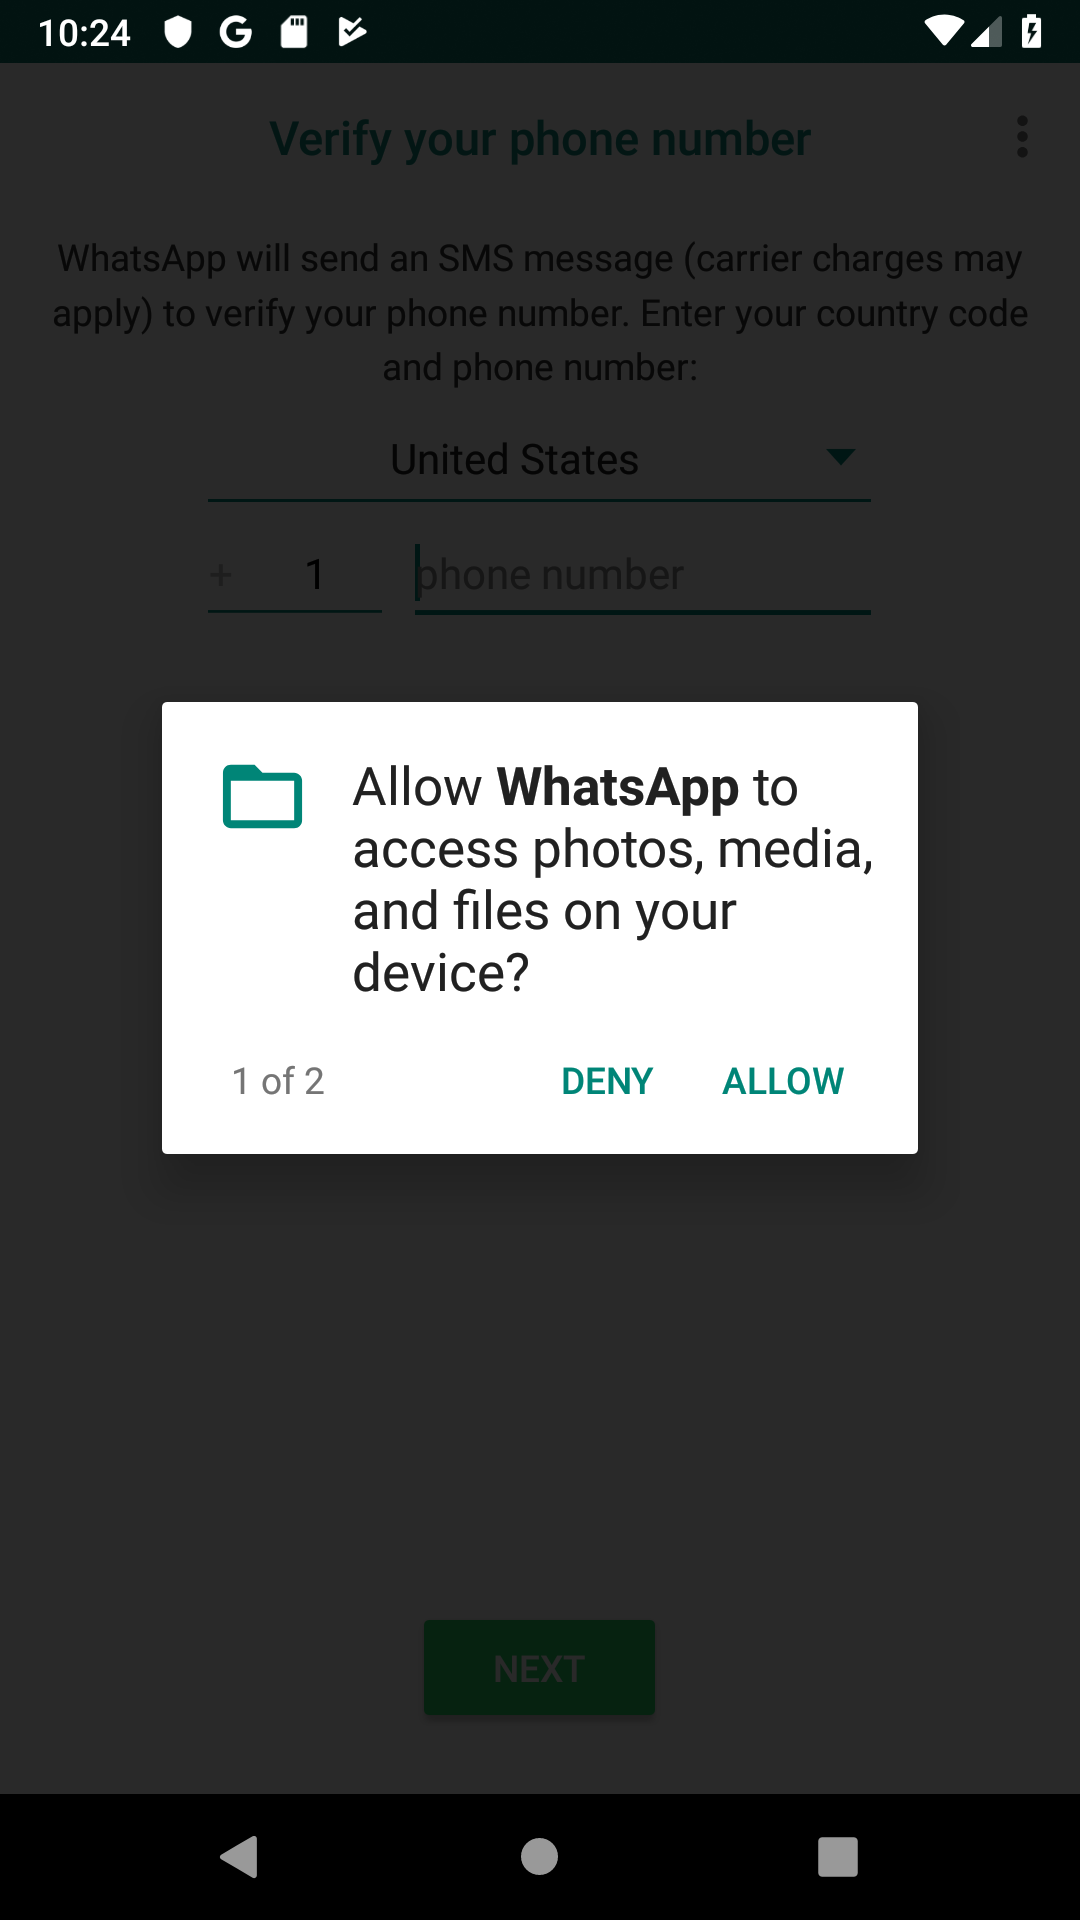 10:24
Verify your phone number
WhatsApp will send an SMS message (carrier charges may
apply) to verify your phone number. Enter your country code
and phone number:
United States
+ 1 phone number
Allow WhatsApp to
access photos, media,
and files on your
device?
1 of 2 DENY ALLOW
NEXT